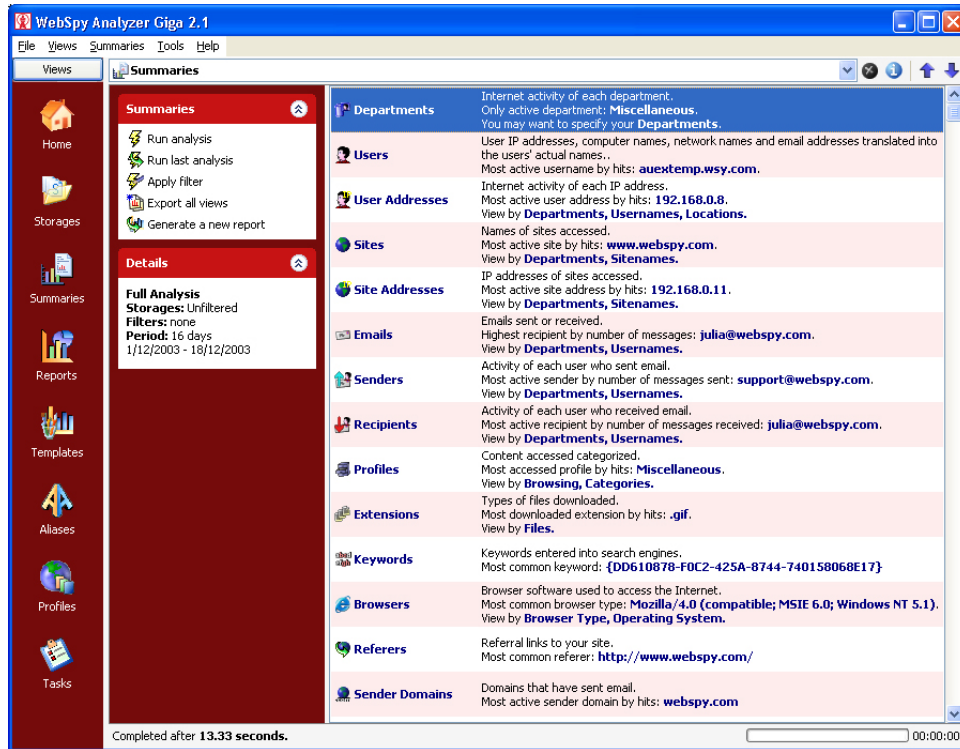 WebSpy Analyzer Giga 2.1
File Views Summaries Tools Help
Views
Summaries
Home
Storages
Summaries
Reports
Templates
Aliases
Profiles
Tasks
Summaries
Run analysis
Run last analysis
Apply filter
Export all views
Generate a new report
Details
Full Analysis
Storages: Unfiltered
Filters: none
Period: 16 days
1/12/2003 - 18/12/2003
Departments
Internet activity of each department.
Only active department: Miscellaneous.
You may want to specify your Departments.
Users
User IP addresses, computer names, network names and email addresses translated into
the users' actual names..
Most active username by hits: auextemp.wsy.com.
User Addresses
Internet activity of each IP address.
Most active user address by hits: 192.168.0.8.
View by Departments, Usernames, Locations.
Sites
Names of sites accessed.
Most active site by hits: www.webspy.com.
View by Departments, Sitenames.
Site Addresses
IP addresses of sites accessed.
Most active site address by hits: 192.168.0.11.
View by Departments, Sitenames.
Emails
Emails sent or received.
Highest recipient by number of messages: julia@webspy.com.
View by Departments, Usernames.
Senders
Activity of each user who sent email.
Most active sender by number of messages sent: support@webspy.com.
View by Departments, Usernames.
Recipients
Activity of each user who received email.
Most active recipient by number of messages received: julia@webspy.com.
View by Departments, Usernames.
Profiles
Content accessed categorized.
Most accessed profile by hits: Miscellaneous.
View by Browsing, Categories.
Extensions
Types of files downloaded.
Most downloaded extension by hits: .gif.
View by Files.
Keywords
Keywords entered into search engines.
Most common keyword: {DD610878-F0C2-425A-8744-740158068E17}
Browsers
Browser software used to access the Internet.
Most common browser type: Mozilla/4.0 (compatible; MSIE 6.0; Windows NT 5.1).
View by Browser Type, Operating System.
Referers
Referral links to your site.
Most common referer: http://www.webspy.com/
Sender Domains
Domains that have sent email.
Most active sender domain by hits: webspy.com
Completed after 13.33 seconds.
00:00:00